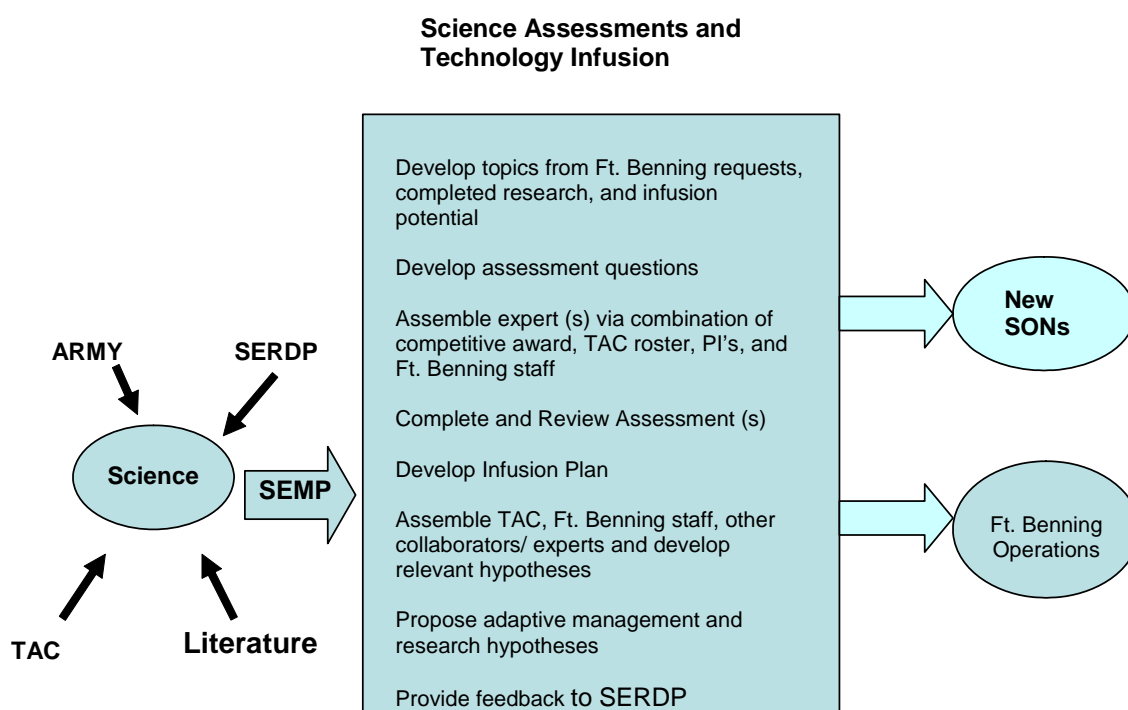 Science Assessments and
Technology Infusion
Develop topics from Ft. Benning requests,
completed research, and infusion
potential
Develop assessment questions
Assemble expert (s) via combination of
competitive award, TAC roster, PI's, and
Ft. Benning staff
Complete and Review Assessment (s)
Develop Infusion Plan
Assemble TAC, Ft. Benning staff, other
collaborators/ experts and develop
relevant hypotheses
Propose adaptive management and
research hypotheses
Provide feedback to SERDP
ARMY
SERDP
Science
SEMP
TAC
Literature
New
SONs
Ft. Benning
Operations